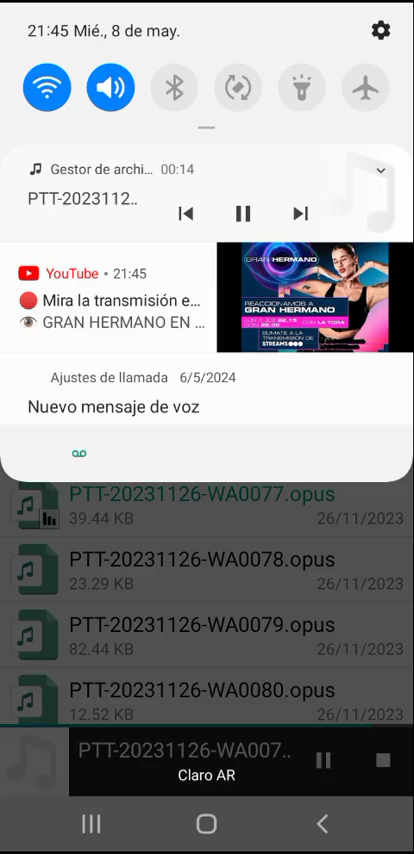 21:45 Mié., 8 de may.
Gestor de archi... 00:14
PTT-2023112..
YouTube • 21:45
🔴 Mira la transmisión e...
👁 GRAN HERMANO EN ...
GRAN HERMANO
REACCIONAMOS A
GRAN HERMANO
CON LA TORA
SUMATE A LA
TRANSMISIÓN DE
STREAMS
Ajustes de llamada 6/5/2024
Nuevo mensaje de voz
PTT-20231126-WA0077.opus
39.44 KB 26/11/2023
PTT-20231126-WA0078.opus
23.29 KB 26/11/2023
PTT-20231126-WA0079.opus
82.44 KB 26/11/2023
PTT-20231126-WA0080.opus
12.52 KB 26/11/2023
PTT-20231126-WA007..
Claro AR